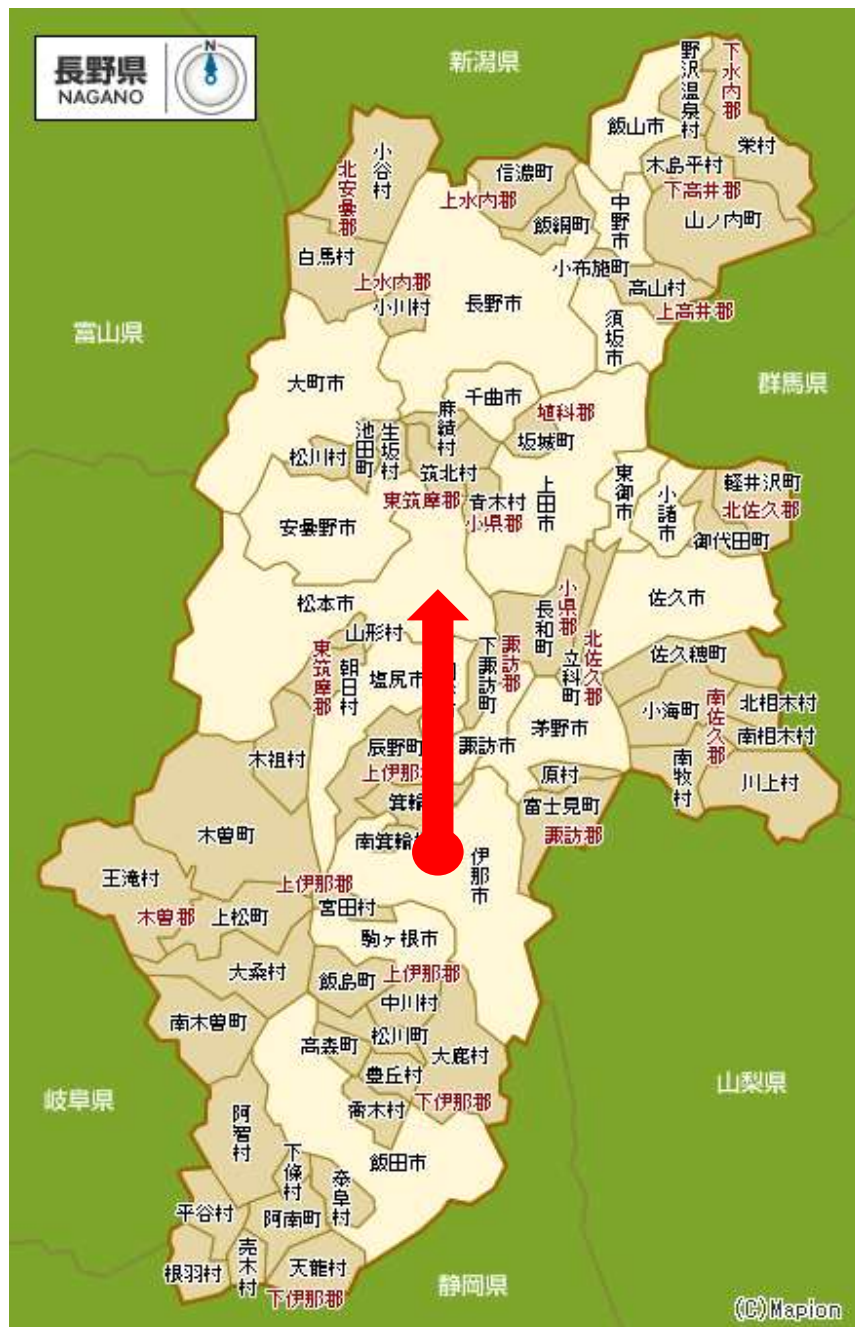 長野県
NAGANO
N
新潟県
野沢温泉村
下水内郡
飯山市
栄村
小谷村
北安曇郡
信濃町
木島平村
上水内郡
下高井郡
中野市
飯綱町
山ノ内町
白馬村
小布施町
上水内郡
高山村
小川村
長野市
上高井郡
須坂市
富山県
大町市
群馬県
千曲市
麻績村
埴科郡
池田町
生坂村
坂城町
松川村
筑北村
上田市
東御市
小諸市
軽井沢町
東筑摩郡
青木村
北佐久郡
小県郡
安曇野市
御代田町
松本市
小県郡
長和町
佐久市
山形村
東筑摩郡
朝日村
塩尻市
下諏訪町
諏訪郡
立科町
北佐久郡
佐久穂町
小海町
南佐久郡
北相木村
辰野町
諏訪市
茅野市
南相木村
木祖村
上伊那
原村
南牧村
川上村
箕輪
富士見町
木曽町
南箕輪
諏訪郡
伊那市
王滝村
上伊那郡
木曽郡
上松町
宮田村
駒ヶ根市
大桑村
飯島町
上伊那郡
中川村
南木曽町
高森町
松川町
大鹿村
豊丘村
山梨県
岐阜県
喬木村
下伊那郡
阿智村
下條村
飯田市
泰阜村
平谷村
阿南町
売木村
根羽村
天龍村
静岡県
下伊那郡
(C)Mapion